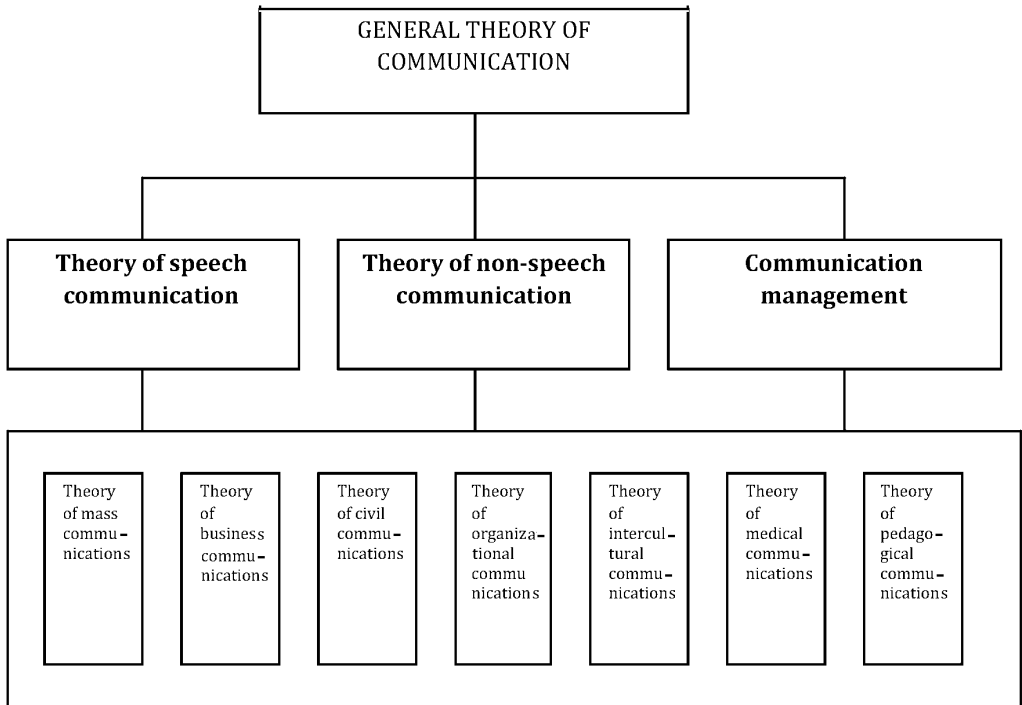 GENERAL THEORY OF
COMMUNICATION
Theory of speech
communication
Theory of non-speech
communication
Communication
management
Theory
of mass
commu-
nications
Theory
of
business
commu-
nications
Theory
of civil
commu-
nications
Theory
of
organiza-
tional
commu
nications
Theory
of
intercul-
tural
commu-
nications
Theory
of
medical
commu-
nications
Theory
of
pedago-
gical
commu-
nications